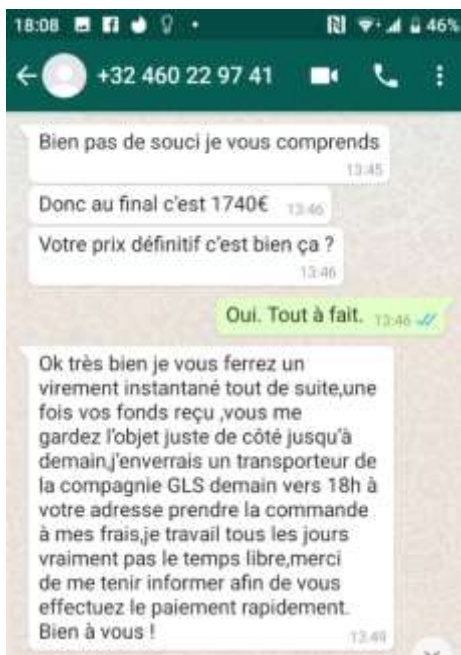 18:08
46%
+32 460 22 97 41
Bien pas de souci je vous comprends
13:45
Donc au final c'est 1740€ 13:46
Votre prix définitif c'est bien ça ?
13:46
Oui. Tout à fait. 13:46
Ok très bien je vous ferrez un
virement instantané tout de suite,une
fois vos fonds reçu ,vous me
gardez l'objet juste de côté jusqu'à
demain,j'enverrais un transporteur de
la compagnie GLS demain vers 18h à
votre adresse prendre la commande
à mes frais,je travail tous les jours
vraiment pas le temps libre,merci
de me tenir informer afin de vous
effectuez le paiement rapidement.
Bien à vous !
13:49